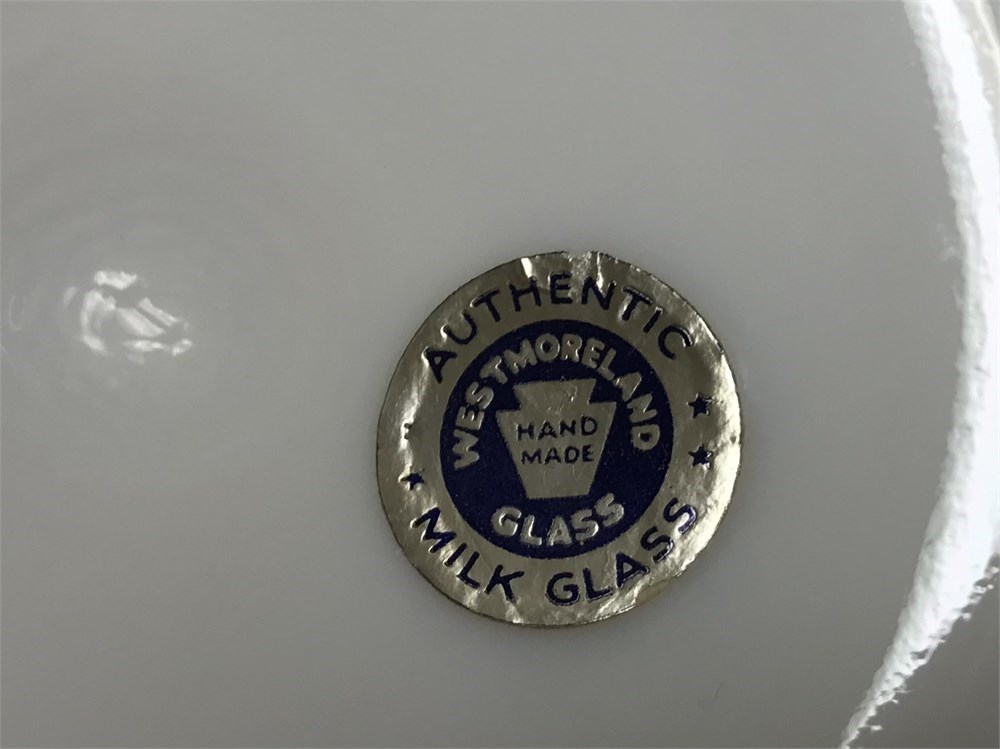 AUTHENTIC
WESTMORELAND
HAND
MADE
GLASS
MILK GLASS